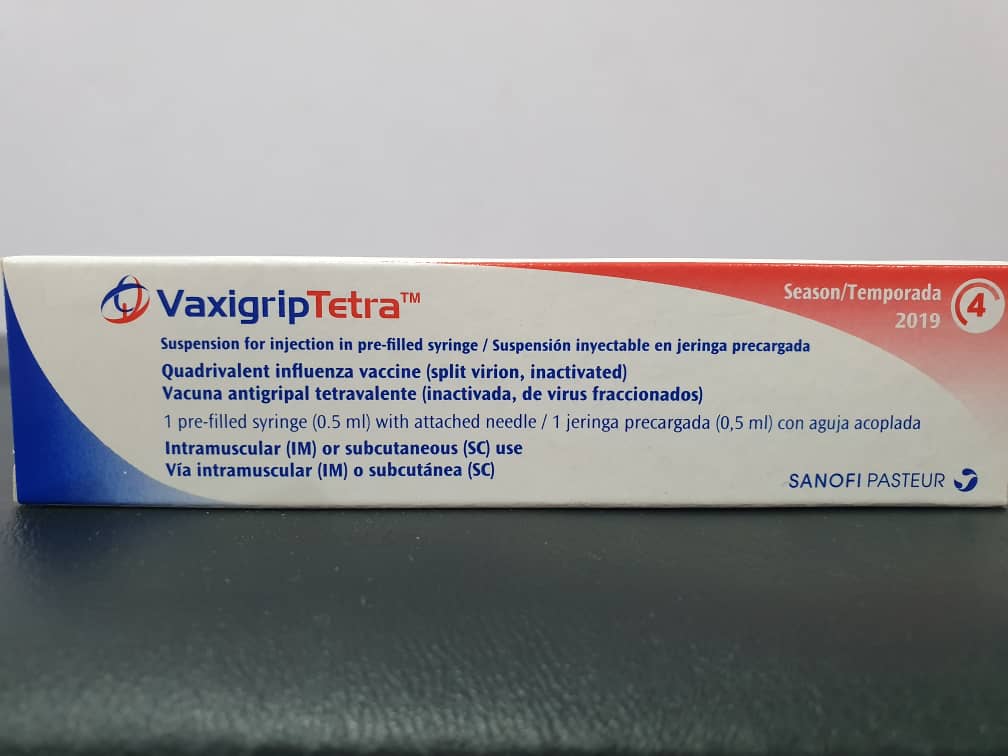 VaxigripTetra™
Season/Temporada
2019
4
Suspension for injection in pre-filled syringe / Suspensión inyectable en jeringa precargada
Quadrivalent influenza vaccine (split virion, inactivated)
Vacuna antigripal tetravalente (inactivada, de virus fraccionados)
1 pre-filled syringe (0.5 ml) with attached needle / 1 jeringa precargada (0,5 ml) con aguja acoplada
Intramuscular (IM) or subcutaneous (SC) use
Vía intramuscular (IM) o subcutánea (SC)
SANOFI PASTEUR